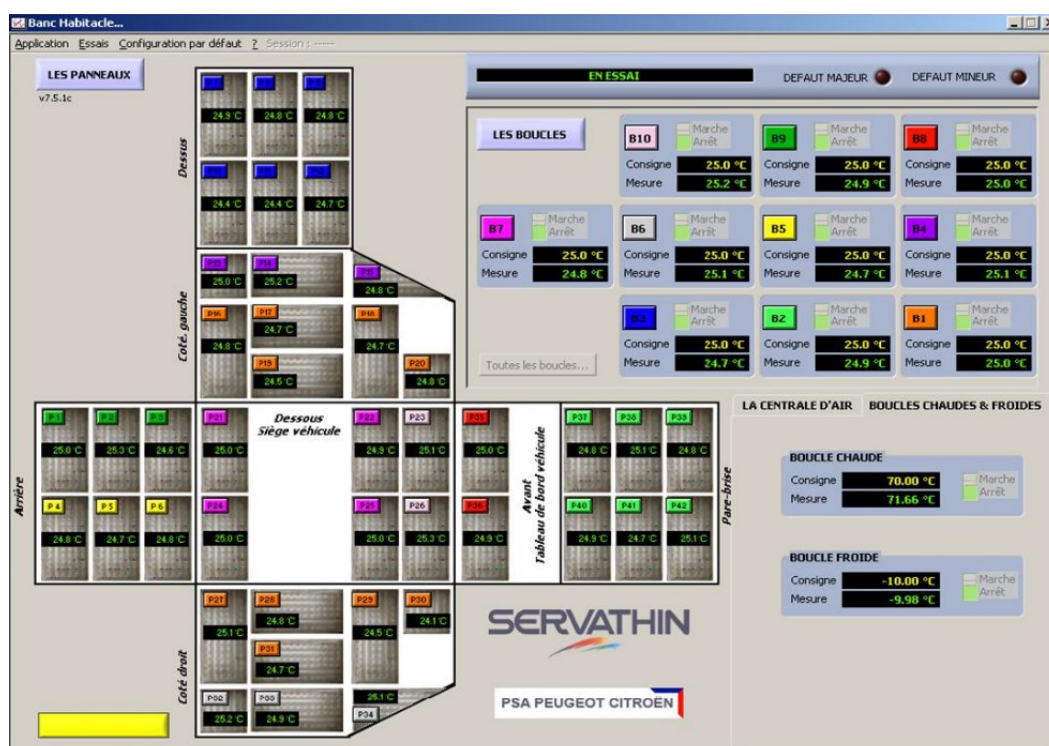 Banc Habitacle...
Application Essais Configuration par défaut ? Session : -----
LES PANNEAUX
v7.5.1c
EN ESSAI
DEFAUT MAJEUR
DEFAUT MINEUR
Dessus
24.9 °C 24.8 °C 24.8 °C
24.4 °C 24.4 °C 24.7 °C
LES BOUCLES
B10 Marche Arrêt
Consigne 25.0 °C
Mesure 25.2 °C
B9 Marche Arrêt
Consigne 25.0 °C
Mesure 24.9 °C
B8 Marche Arrêt
Consigne 25.0 °C
Mesure 25.0 °C
B7 Marche Arrêt
Consigne 25.0 °C
Mesure 24.8 °C
B6 Marche Arrêt
Consigne 25.0 °C
Mesure 25.1 °C
B5 Marche Arrêt
Consigne 25.0 °C
Mesure 24.7 °C
B4 Marche Arrêt
Consigne 25.0 °C
Mesure 25.1 °C
B3 Marche Arrêt
Consigne 25.0 °C
Mesure 24.7 °C
B2 Marche Arrêt
Consigne 25.0 °C
Mesure 24.9 °C
B1 Marche Arrêt
Consigne 25.0 °C
Mesure 25.0 °C
Toutes les boucles...
Coté, gauche
P13 P14 P15
25.0 °C 25.2 °C 24.8 °C
P16 P17 P18
24.8 °C 24.7 °C 24.7 °C
P19 P20
24.5 °C 24.8 °C
Arrière
P1 P2 P3 P21
25.0 °C 25.3 °C 24.6 °C 25.0 °C
Dessous
Siège véhicule
P22 P23 P35
24.9 °C 25.1 °C 25.0 °C
P37 P38 P39
24.8 °C 25.1 °C 24.8 °C
P4 P5 P6 P24
24.8 °C 24.7 °C 24.8 °C 25.0 °C
P25 P26 P36
25.0 °C 25.3 °C 24.9 °C
P40 P41 P42
24.9 °C 24.7 °C 25.1 °C
Avant
Tableau de bord véhicule
Pare-brise
Coté droit
P27 P28 P29 P30
25.1 °C 24.8 °C 24.5 °C 24.1 °C
P31
24.7 °C
P32 P33 P34
25.2 °C 24.9 °C 25.1 °C
LA CENTRALE D'AIR BOUCLES CHAUDES & FROIDES
BOUCLE CHAUDE
Consigne 70.00 °C
Mesure 71.66 °C
Marche
Arrêt
BOUCLE FROIDE
Consigne -10.00 °C
Mesure -9.98 °C
Marche
Arrêt
SERVATHIN
PSA PEUGEOT CITROËN